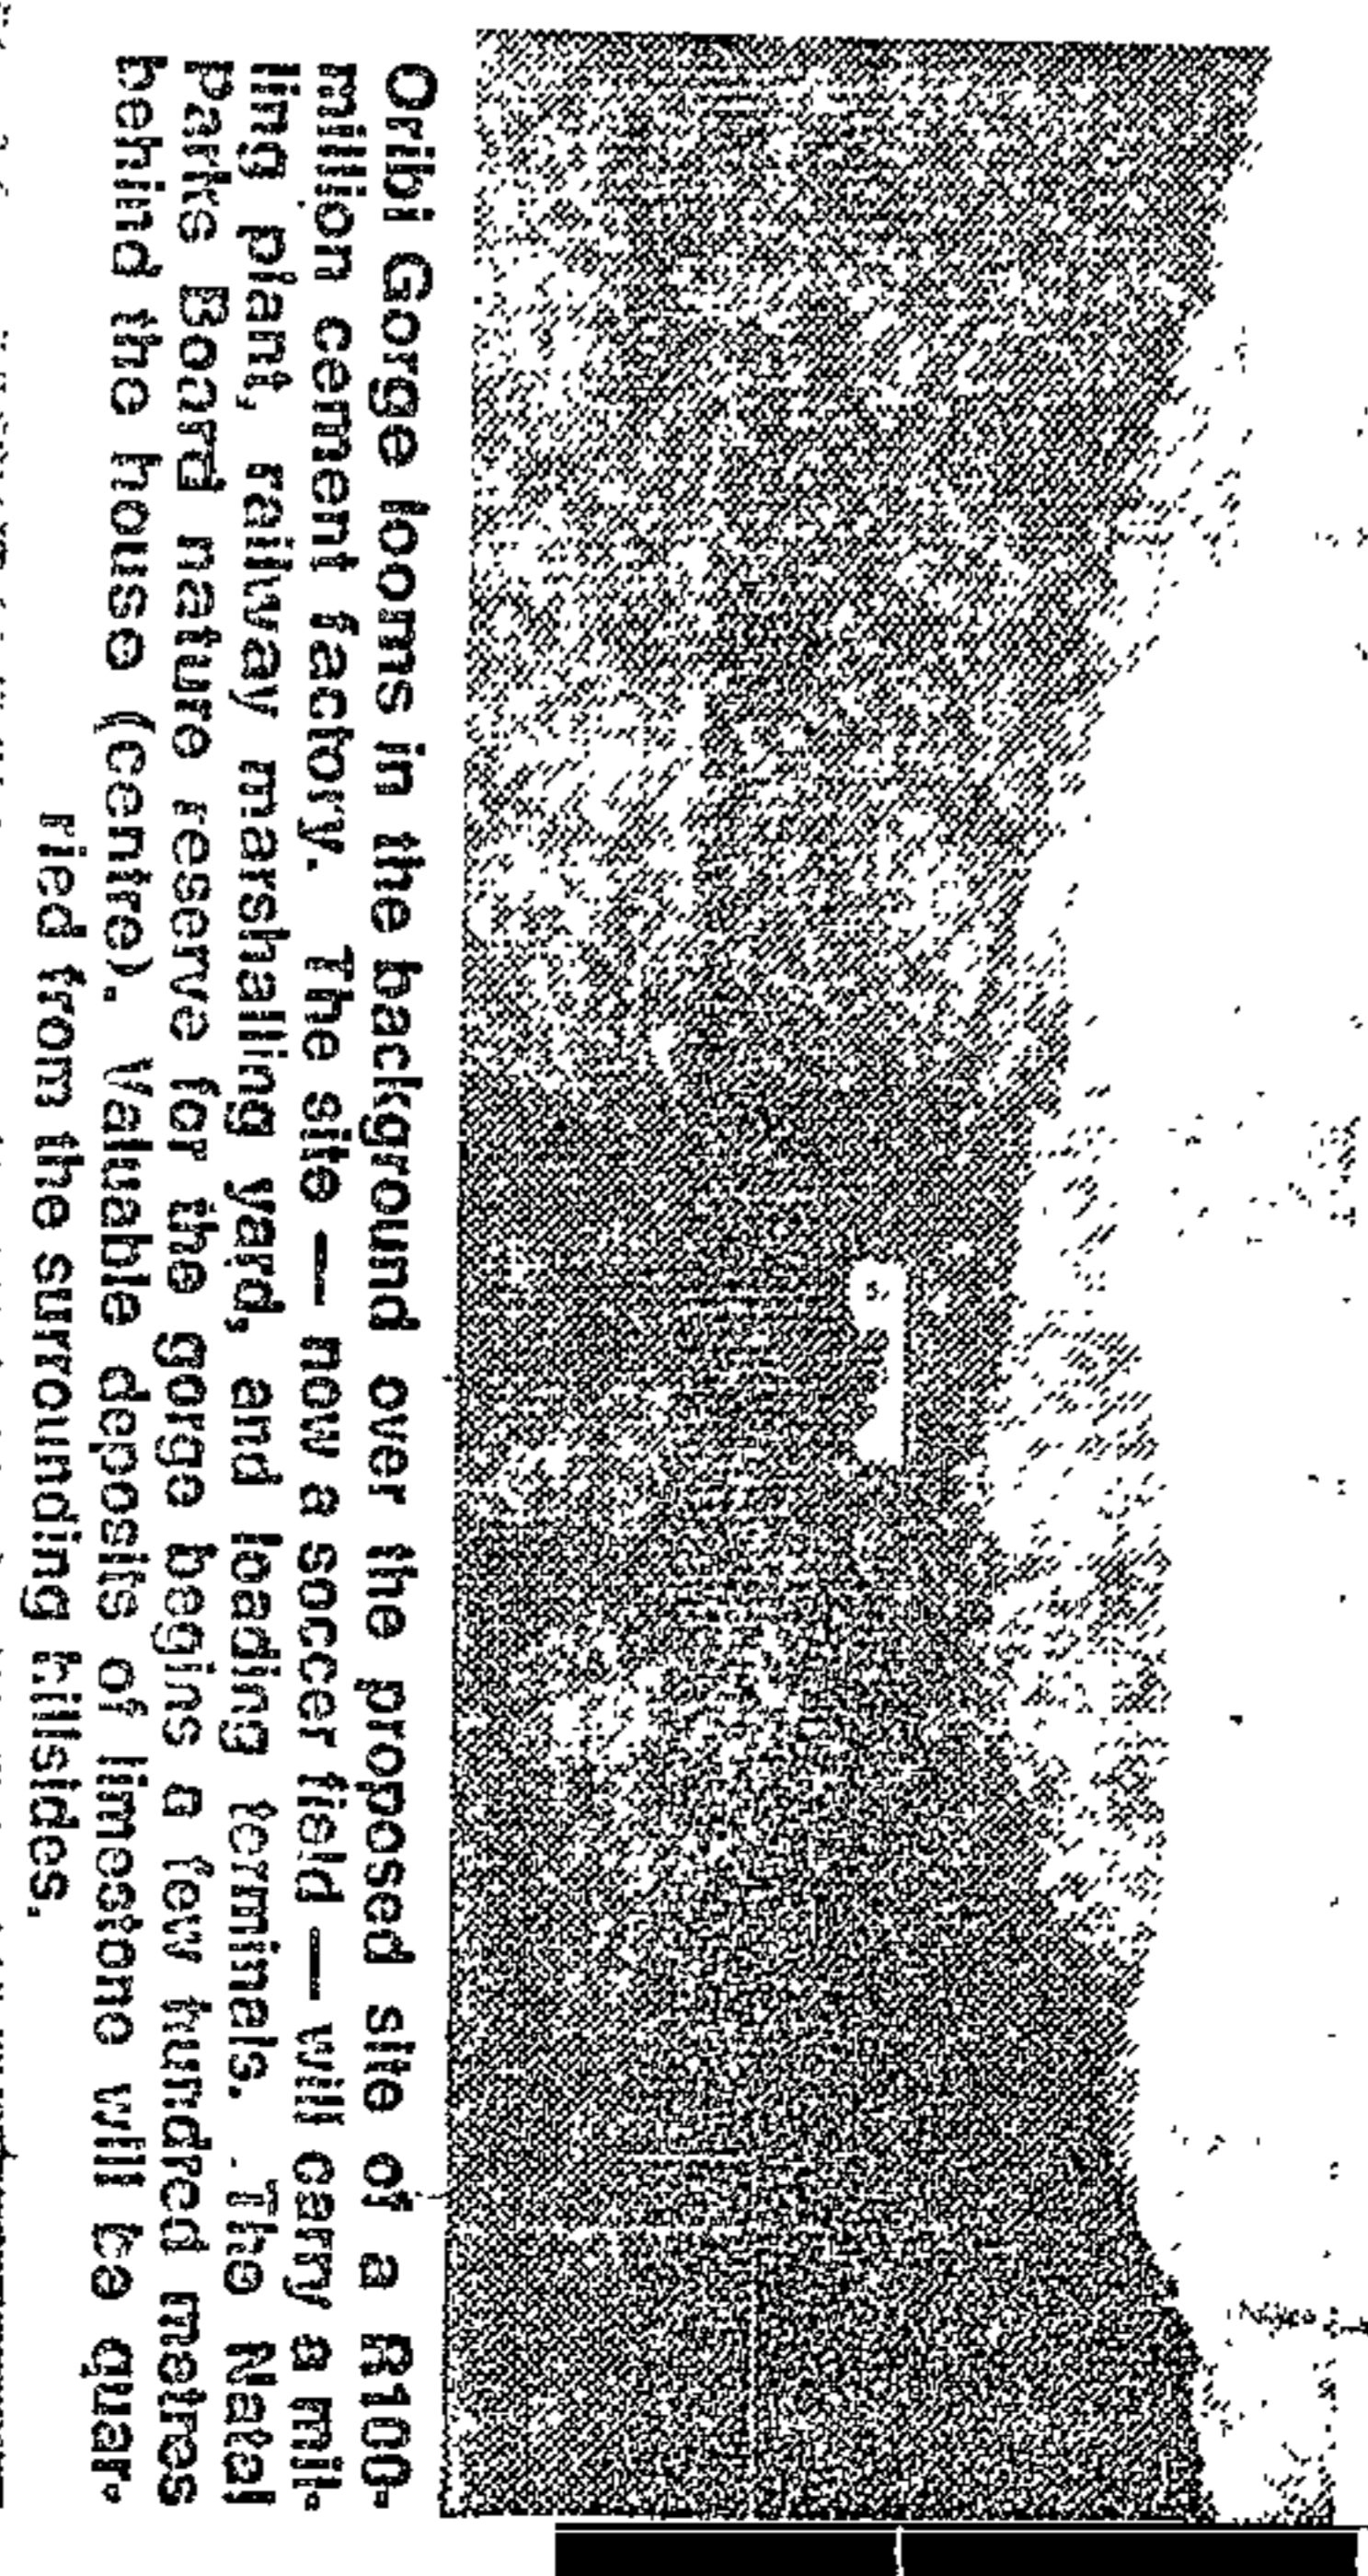 Oribi Gorge looms in the background over the proposed site of a R100-
million cement factory. The site — now a soccer field — will carry a mil-
ling plant, railway marshalling yard, and loading terminals. The Natal
Parks Board nature reserve for the gorge begins a few hundred metres
behind the house (centre). Valuable deposits of limestone will be quar-
ried from the surrounding hillsides.